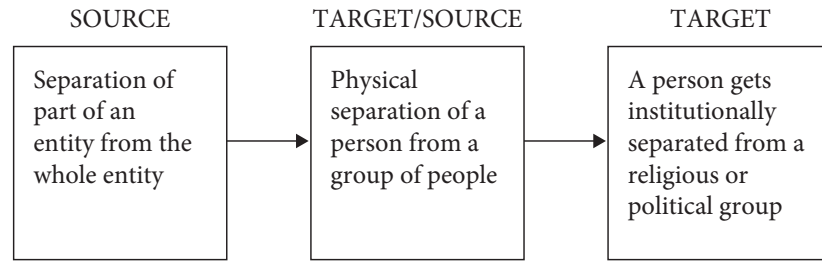 SOURCE
TARGET/SOURCE
TARGET
Separation of
part of an
entity from the
whole entity
Physical
separation of a
person from a
group of people
A person gets
institutionally
separated from a
religious or
political group